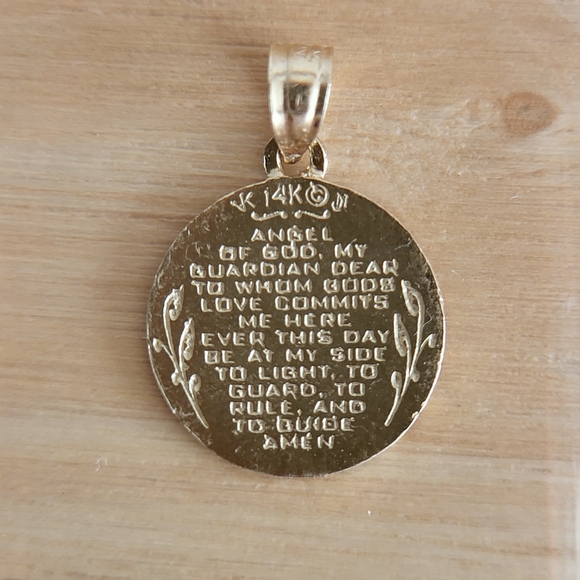 14K©
ANGEL
OF GOD, MY
GUARDIAN DEAR
TO WHOM GODS
LOVE COMMITS
ME HERE
EVER THIS DAY
BE AT MY SIDE
TO LIGHT, TO
GUARD, TO
RULE, AND
TO GUIDE
AMEN